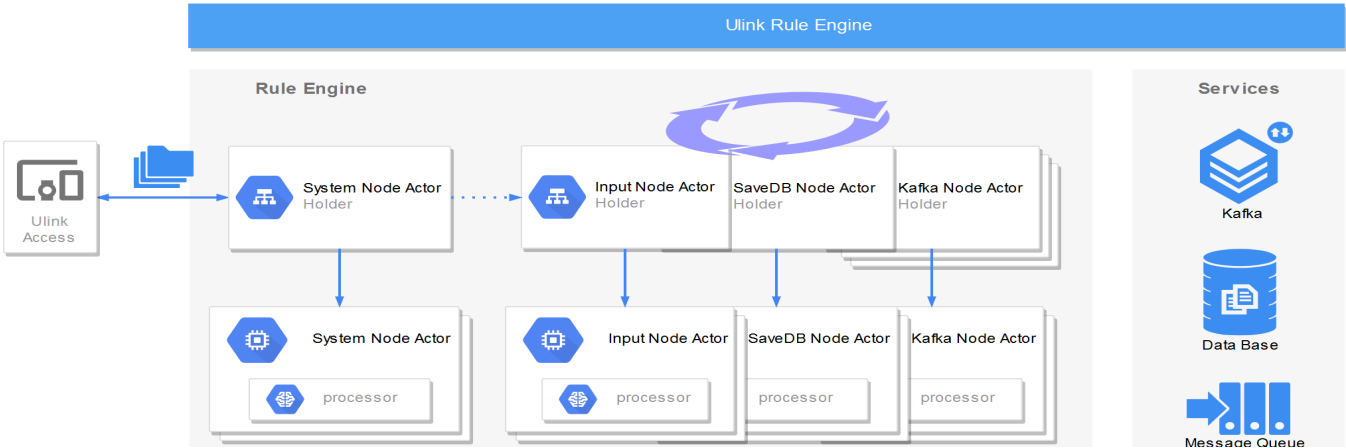 Ulink Rule Engine
Rule Engine
Services
Ulink
Access
System Node Actor
Holder
Input Node Actor
Holder
SaveDB Node Actor
Holder
Kafka Node Actor
Holder
Kafka
System Node Actor
processor
Input Node Actor
processor
SaveDB Node Actor
processor
Kafka Node Actor
processor
Data Base
Message Queue